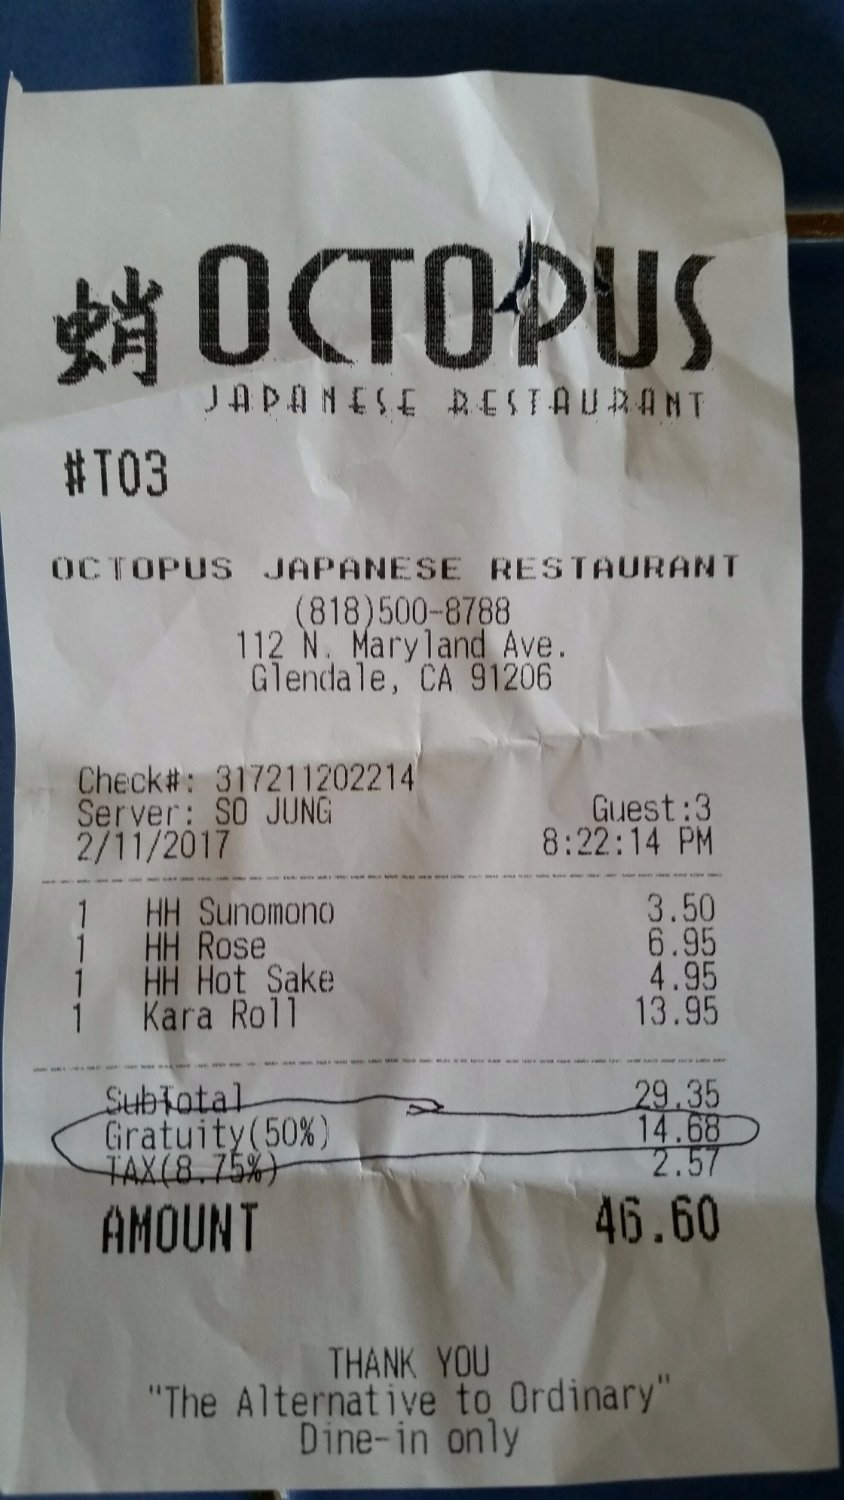 蛸 OCTOPUS
JAPANESE RESTAURANT
#T03
OCTOPUS JAPANESE RESTAURANT
(818)500-8788
112 N. Maryland Ave.
Glendale, CA 91206
Check#: 317211202214
Server: SO JUNG Guest:3
2/11/2017 8:22:14 PM
1 HH Sunomono 3.50
1 HH Rose 6.95
1 HH Hot Sake 4.95
1 Kara Roll 13.95
SubTotal 29.35
Gratuity(50%) 14.68
TAX(8.75%) 2.57
AMOUNT 46.60
THANK YOU
"The Alternative to Ordinary"
Dine-in only